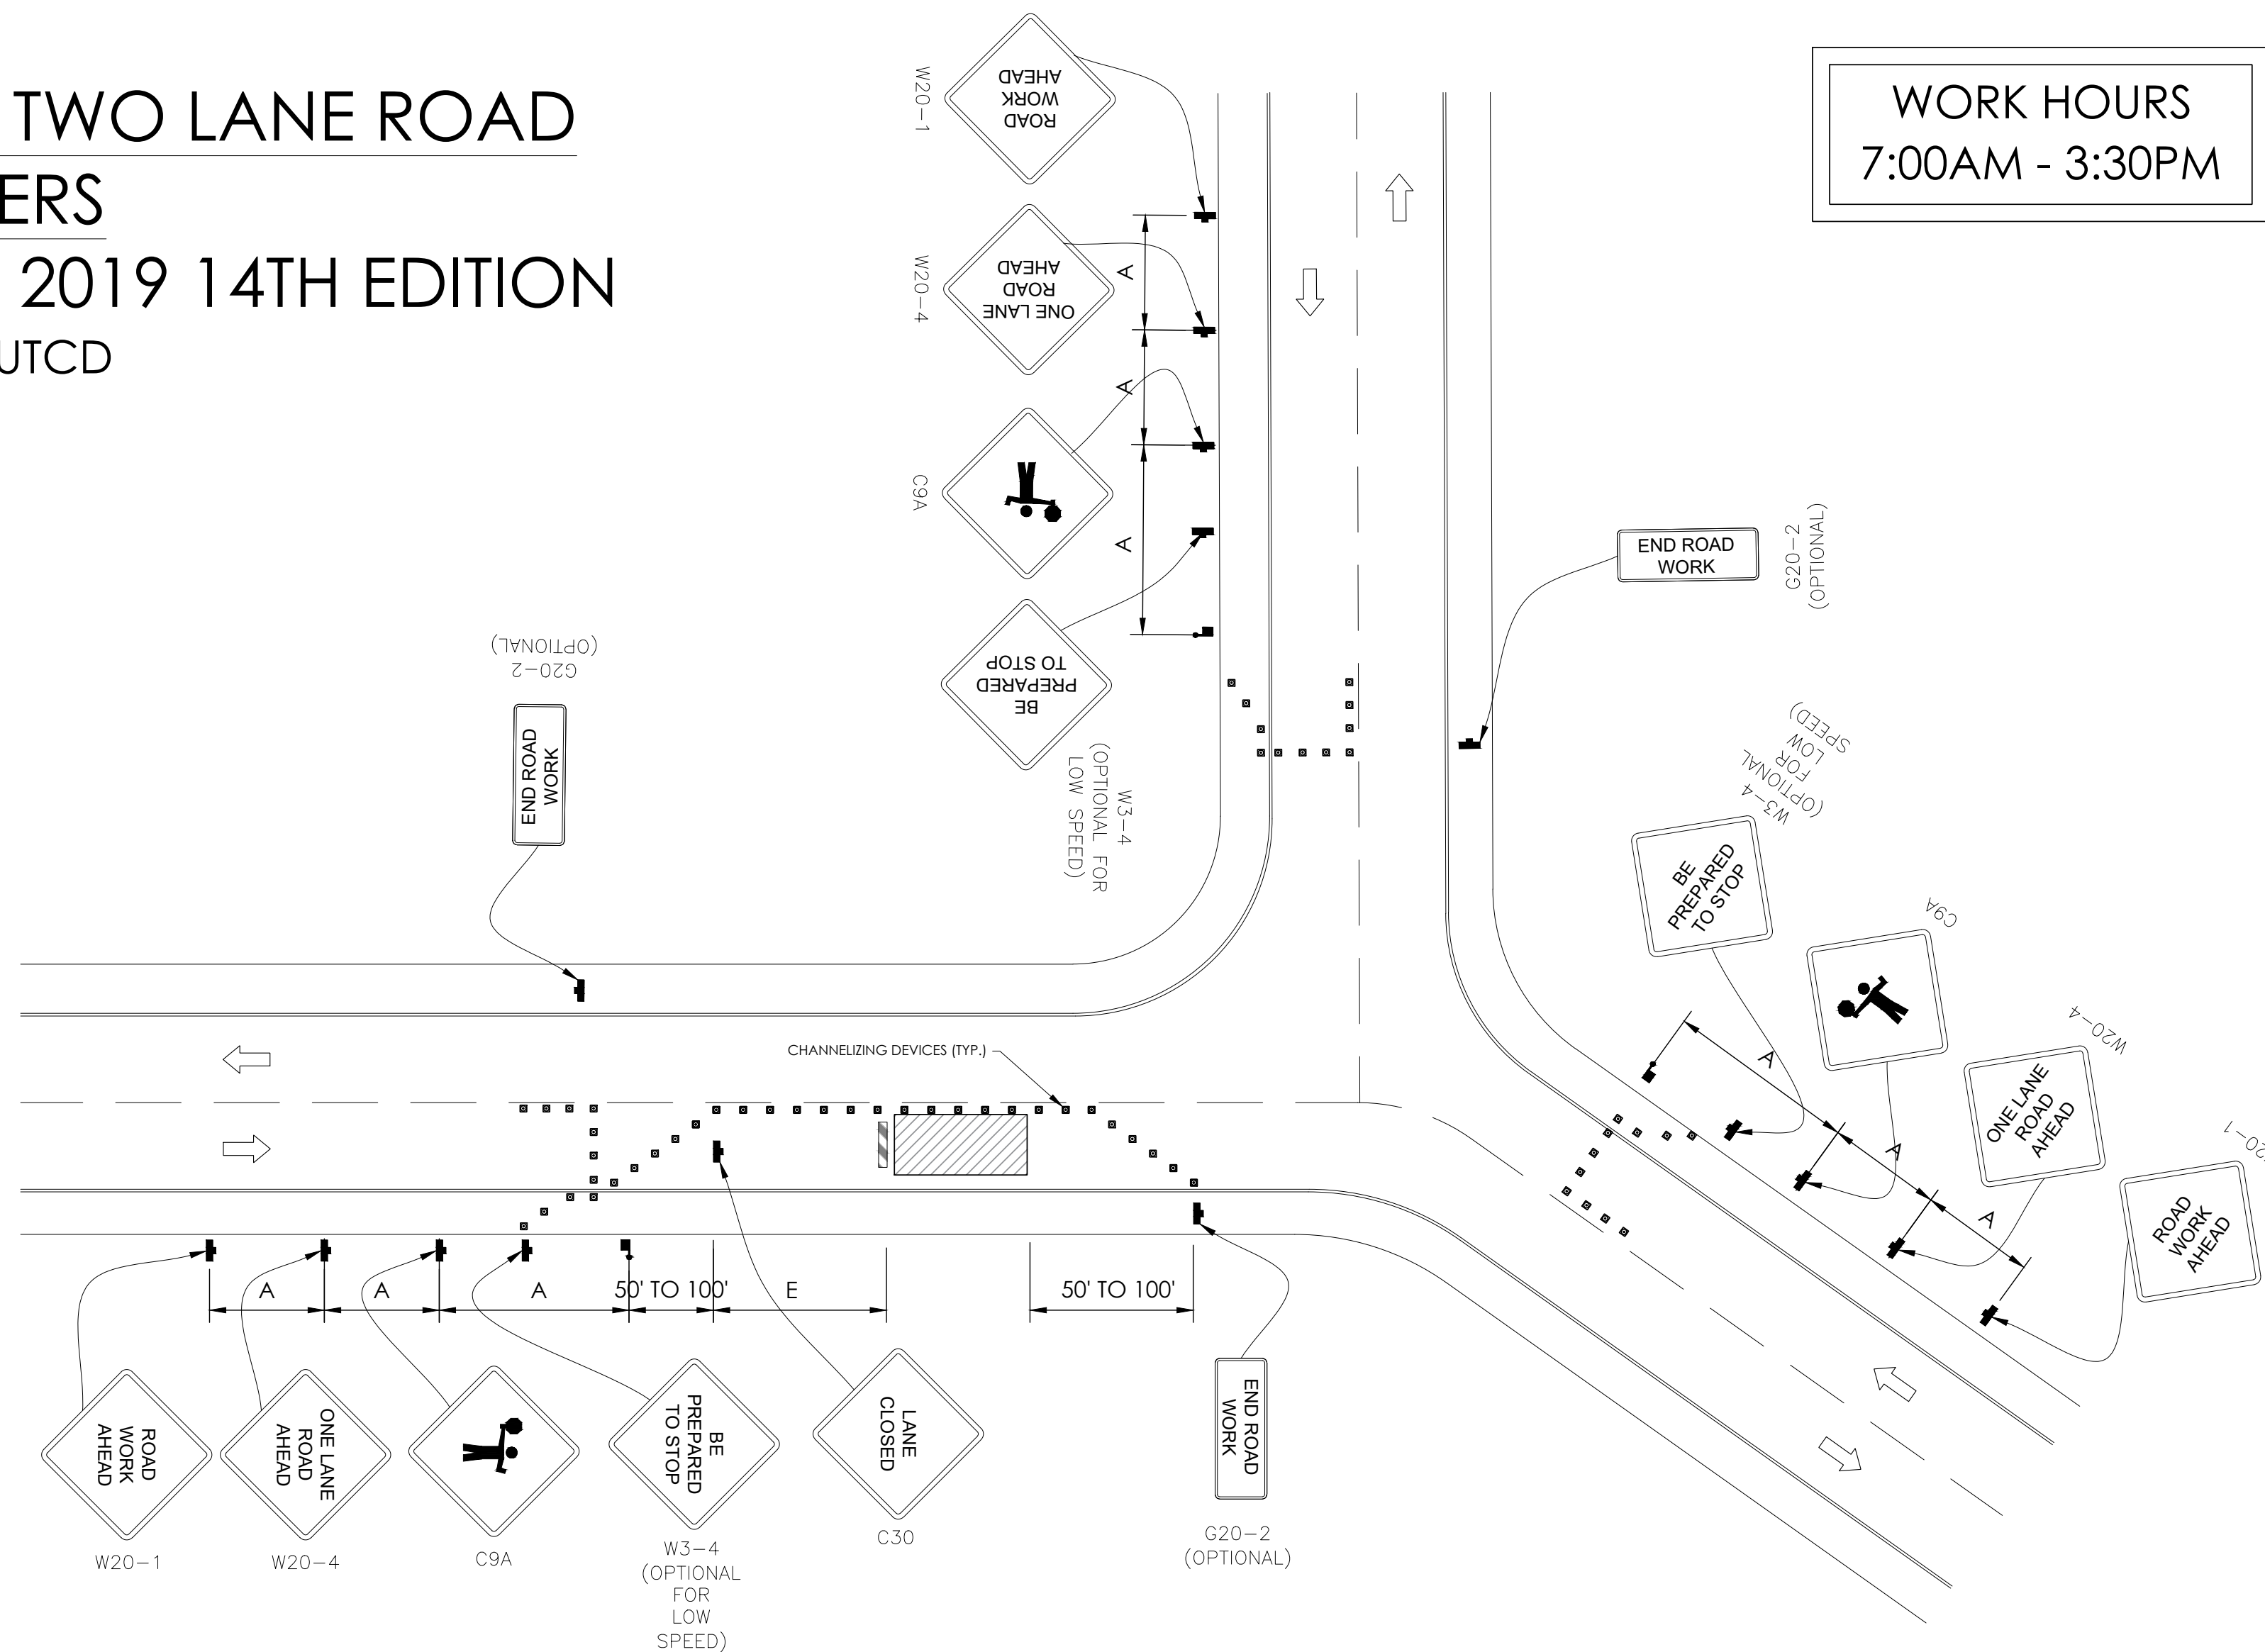 TWO LANE ROAD
ERS
2019 14TH EDITION
UTCD
WORK HOURS
7:00AM - 3:30PM
W20-1
ROAD
WORK
AHEAD
W20-4
ONE LANE
ROAD
AHEAD
C9A
BE
PREPARED
TO STOP
W3-4
(OPTIONAL FOR
LOW SPEED)
A
A
A
END ROAD
WORK
G20-2
(OPTIONAL)
G20-2
(OPTIONAL)
END ROAD
WORK
W3-4
(OPTIONAL
FOR
LOW
SPEED)
BE
PREPARED
TO STOP
C9A
W20-4
ONE LANE
ROAD
AHEAD
20-1
ROAD
WORK
AHEAD
A
A
A
CHANNELIZING DEVICES (TYP.)
A
A
A
50' TO 100'
E
50' TO 100'
ROAD
WORK
AHEAD
W20-1
ONE LANE
ROAD
AHEAD
W20-4
C9A
BE
PREPARED
TO STOP
W3-4
(OPTIONAL
FOR
LOW
SPEED)
LANE
CLOSED
C30
END ROAD
WORK
G20-2
(OPTIONAL)